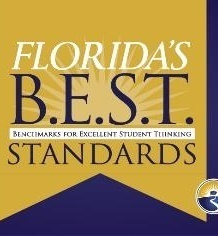 FLORIDA'S
B.E.S.T.
BENCHMARKS FOR EXCELLENT STUDENT THINKING
STANDARDS